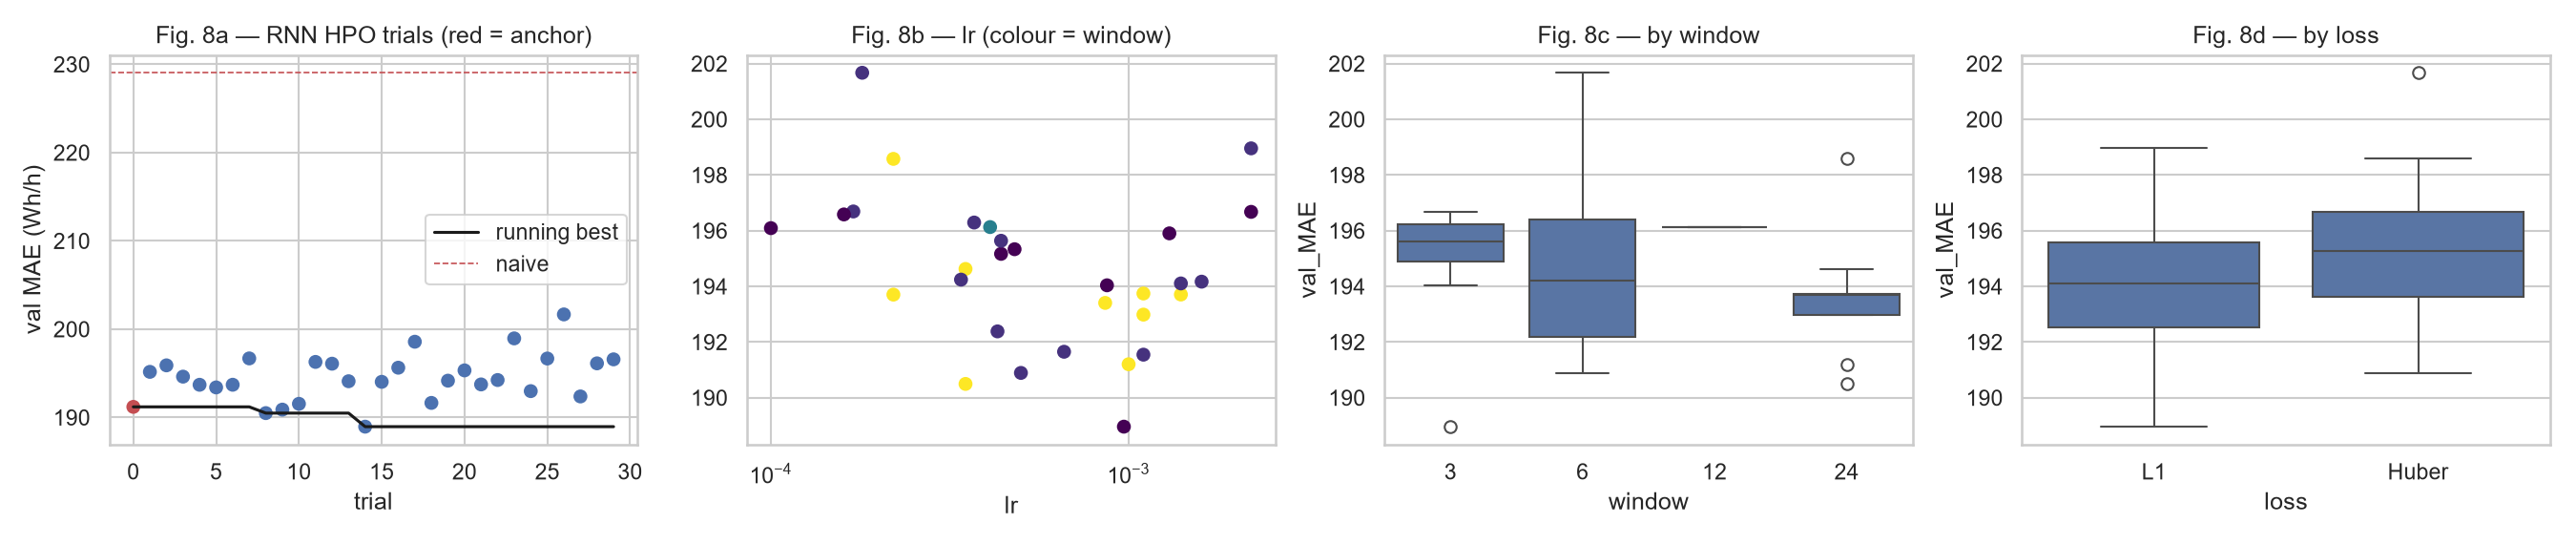 Fig. 8a — RNN HPO trials (red = anchor)
230
220
210
200
190
val MAE (Wh/h)
running best
naive
0 5 10 15 20 25 30
trial
Fig. 8b — lr (colour = window)
202
200
198
196
194
192
190
10⁻⁴ 10⁻³
lr
Fig. 8c — by window
202
200
198
196
194
192
190
val_MAE
3 6 12 24
window
Fig. 8d — by loss
202
200
198
196
194
192
190
val_MAE
L1 Huber
loss